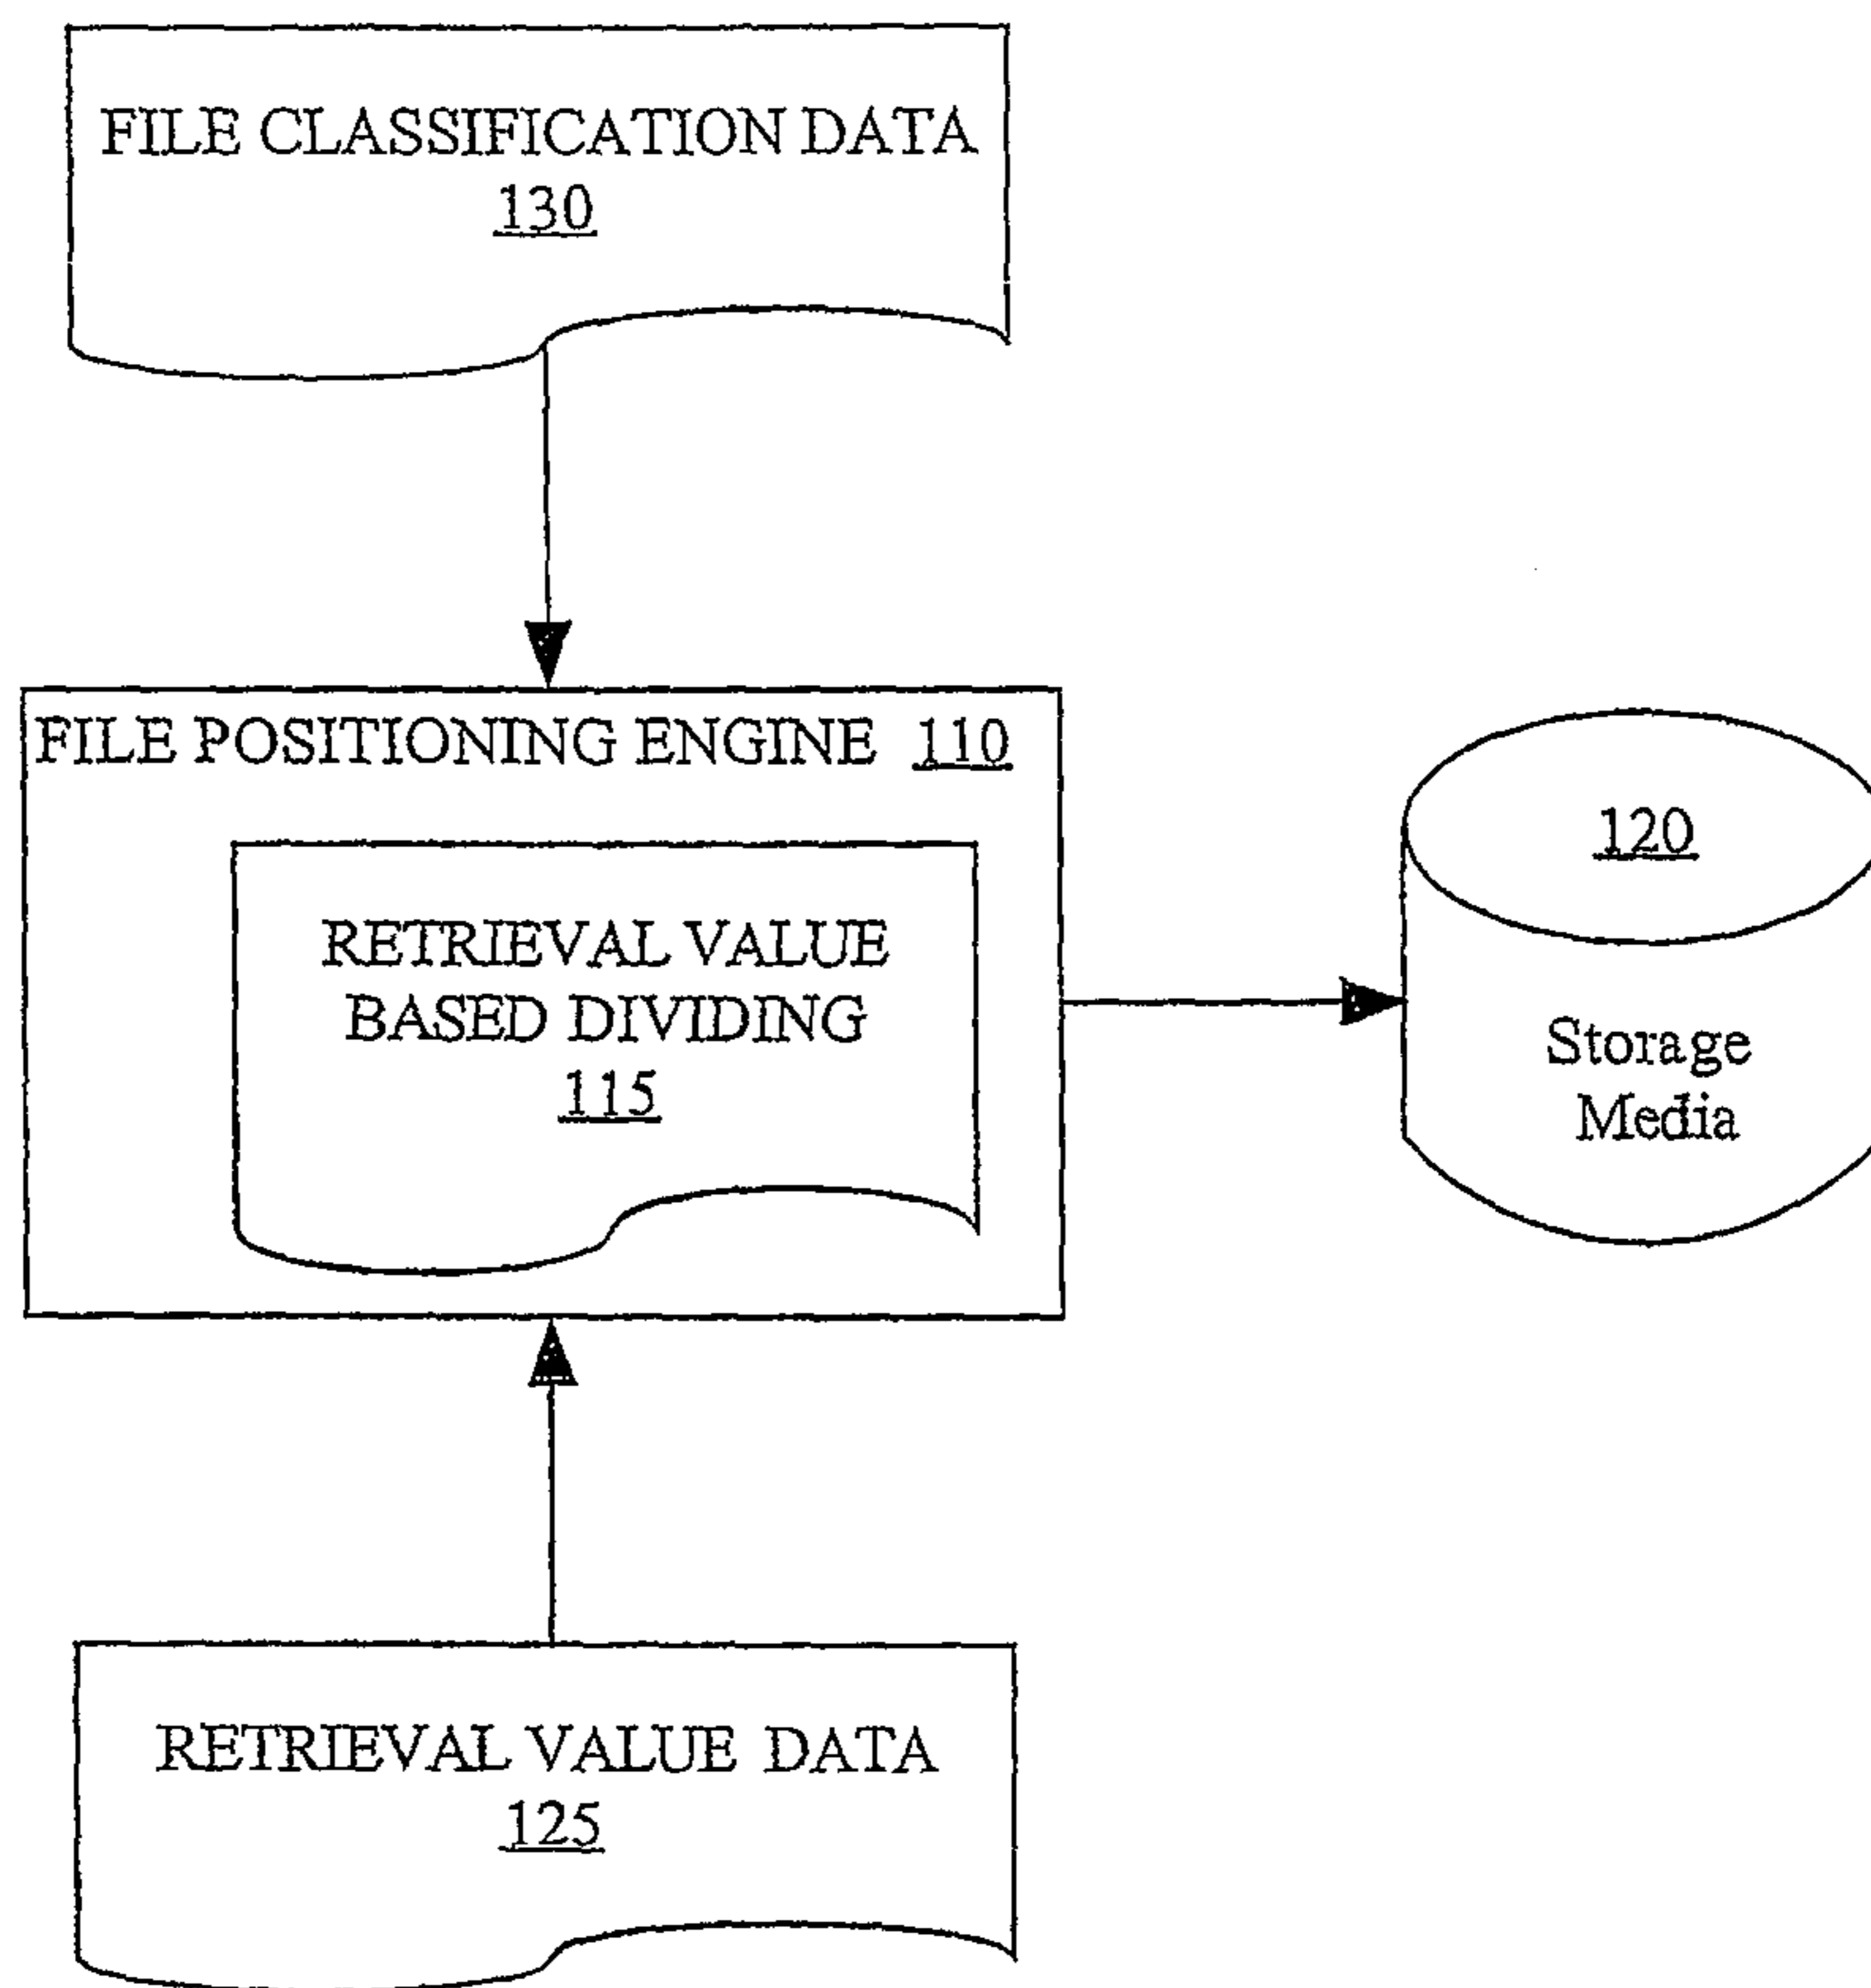 FILE CLASSIFICATION DATA
130
FILE POSITIONING ENGINE 110
RETRIEVAL VALUE
BASED DIVIDING
115
120
Storage
Media
RETRIEVAL VALUE DATA
125